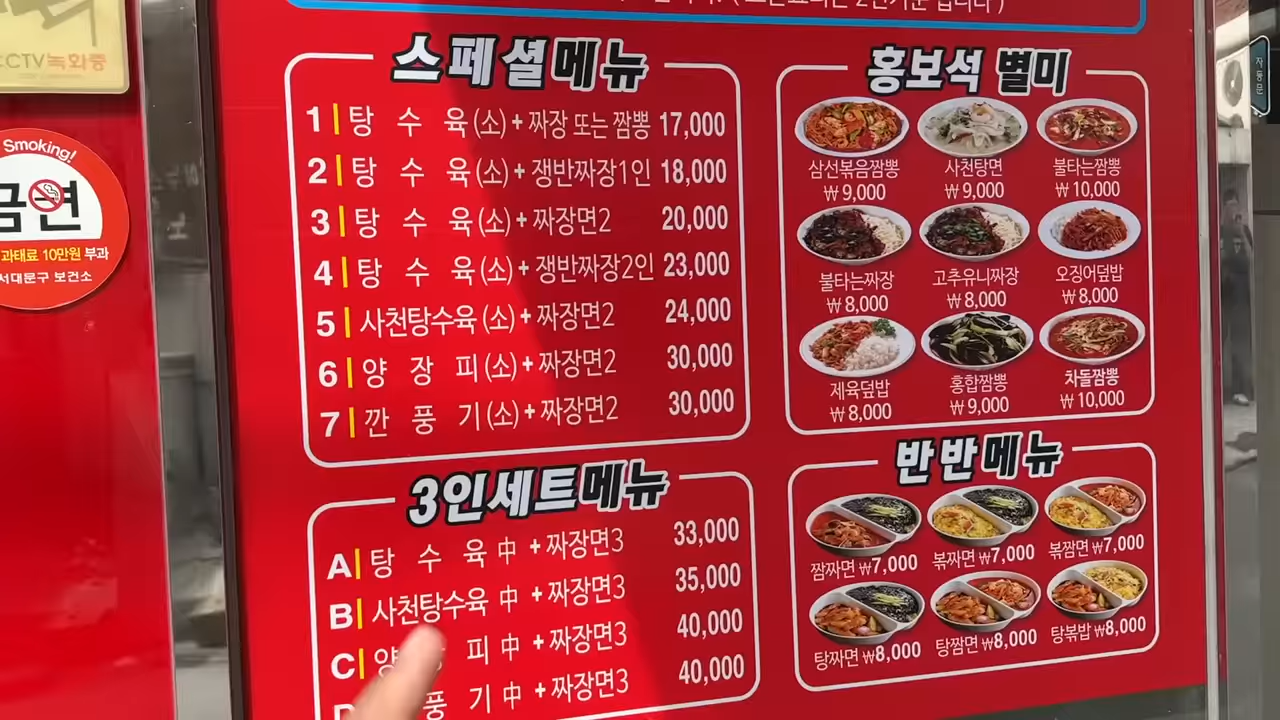 CCTV녹화중
Smoking!
금연
과태료 10만원 부과
서대문구 보건소
스페셜메뉴
1 | 탕 수 육(소) + 짜장 또는 짬뽕 17,000
2 | 탕 수 육(소) + 쟁반짜장1인 18,000
3 | 탕 수 육(소) + 짜장면2 20,000
4 | 탕 수 육(소) + 쟁반짜장2인 23,000
5 | 사천탕수육(소) + 짜장면2 24,000
6 | 양 장 피(소) + 짜장면2 30,000
7 | 깐 풍 기(소) + 짜장면2 30,000
3인세트메뉴
A | 탕 수 육 中 + 짜장면3 33,000
B | 사천탕수육 中 + 짜장면3 35,000
C | 양 피 中 + 짜장면3 40,000
풍 기 中 + 짜장면3 40,000
홍보석 별미
삼선볶음짬뽕 사천탕면 불타는짬뽕
₩9,000 ₩9,000 ₩10,000
불타는짜장 고추유니짜장 오징어덮밥
₩8,000 ₩8,000 ₩8,000
제육덮밥 홍합짬뽕 차돌짬뽕
₩8,000 ₩9,000 ₩10,000
반반메뉴
짬짜면 ₩7,000 볶짜면 ₩7,000 볶짬면 ₩7,000
탕짜면 ₩8,000 탕짬면 ₩8,000 탕볶밥 ₩8,000
자동문